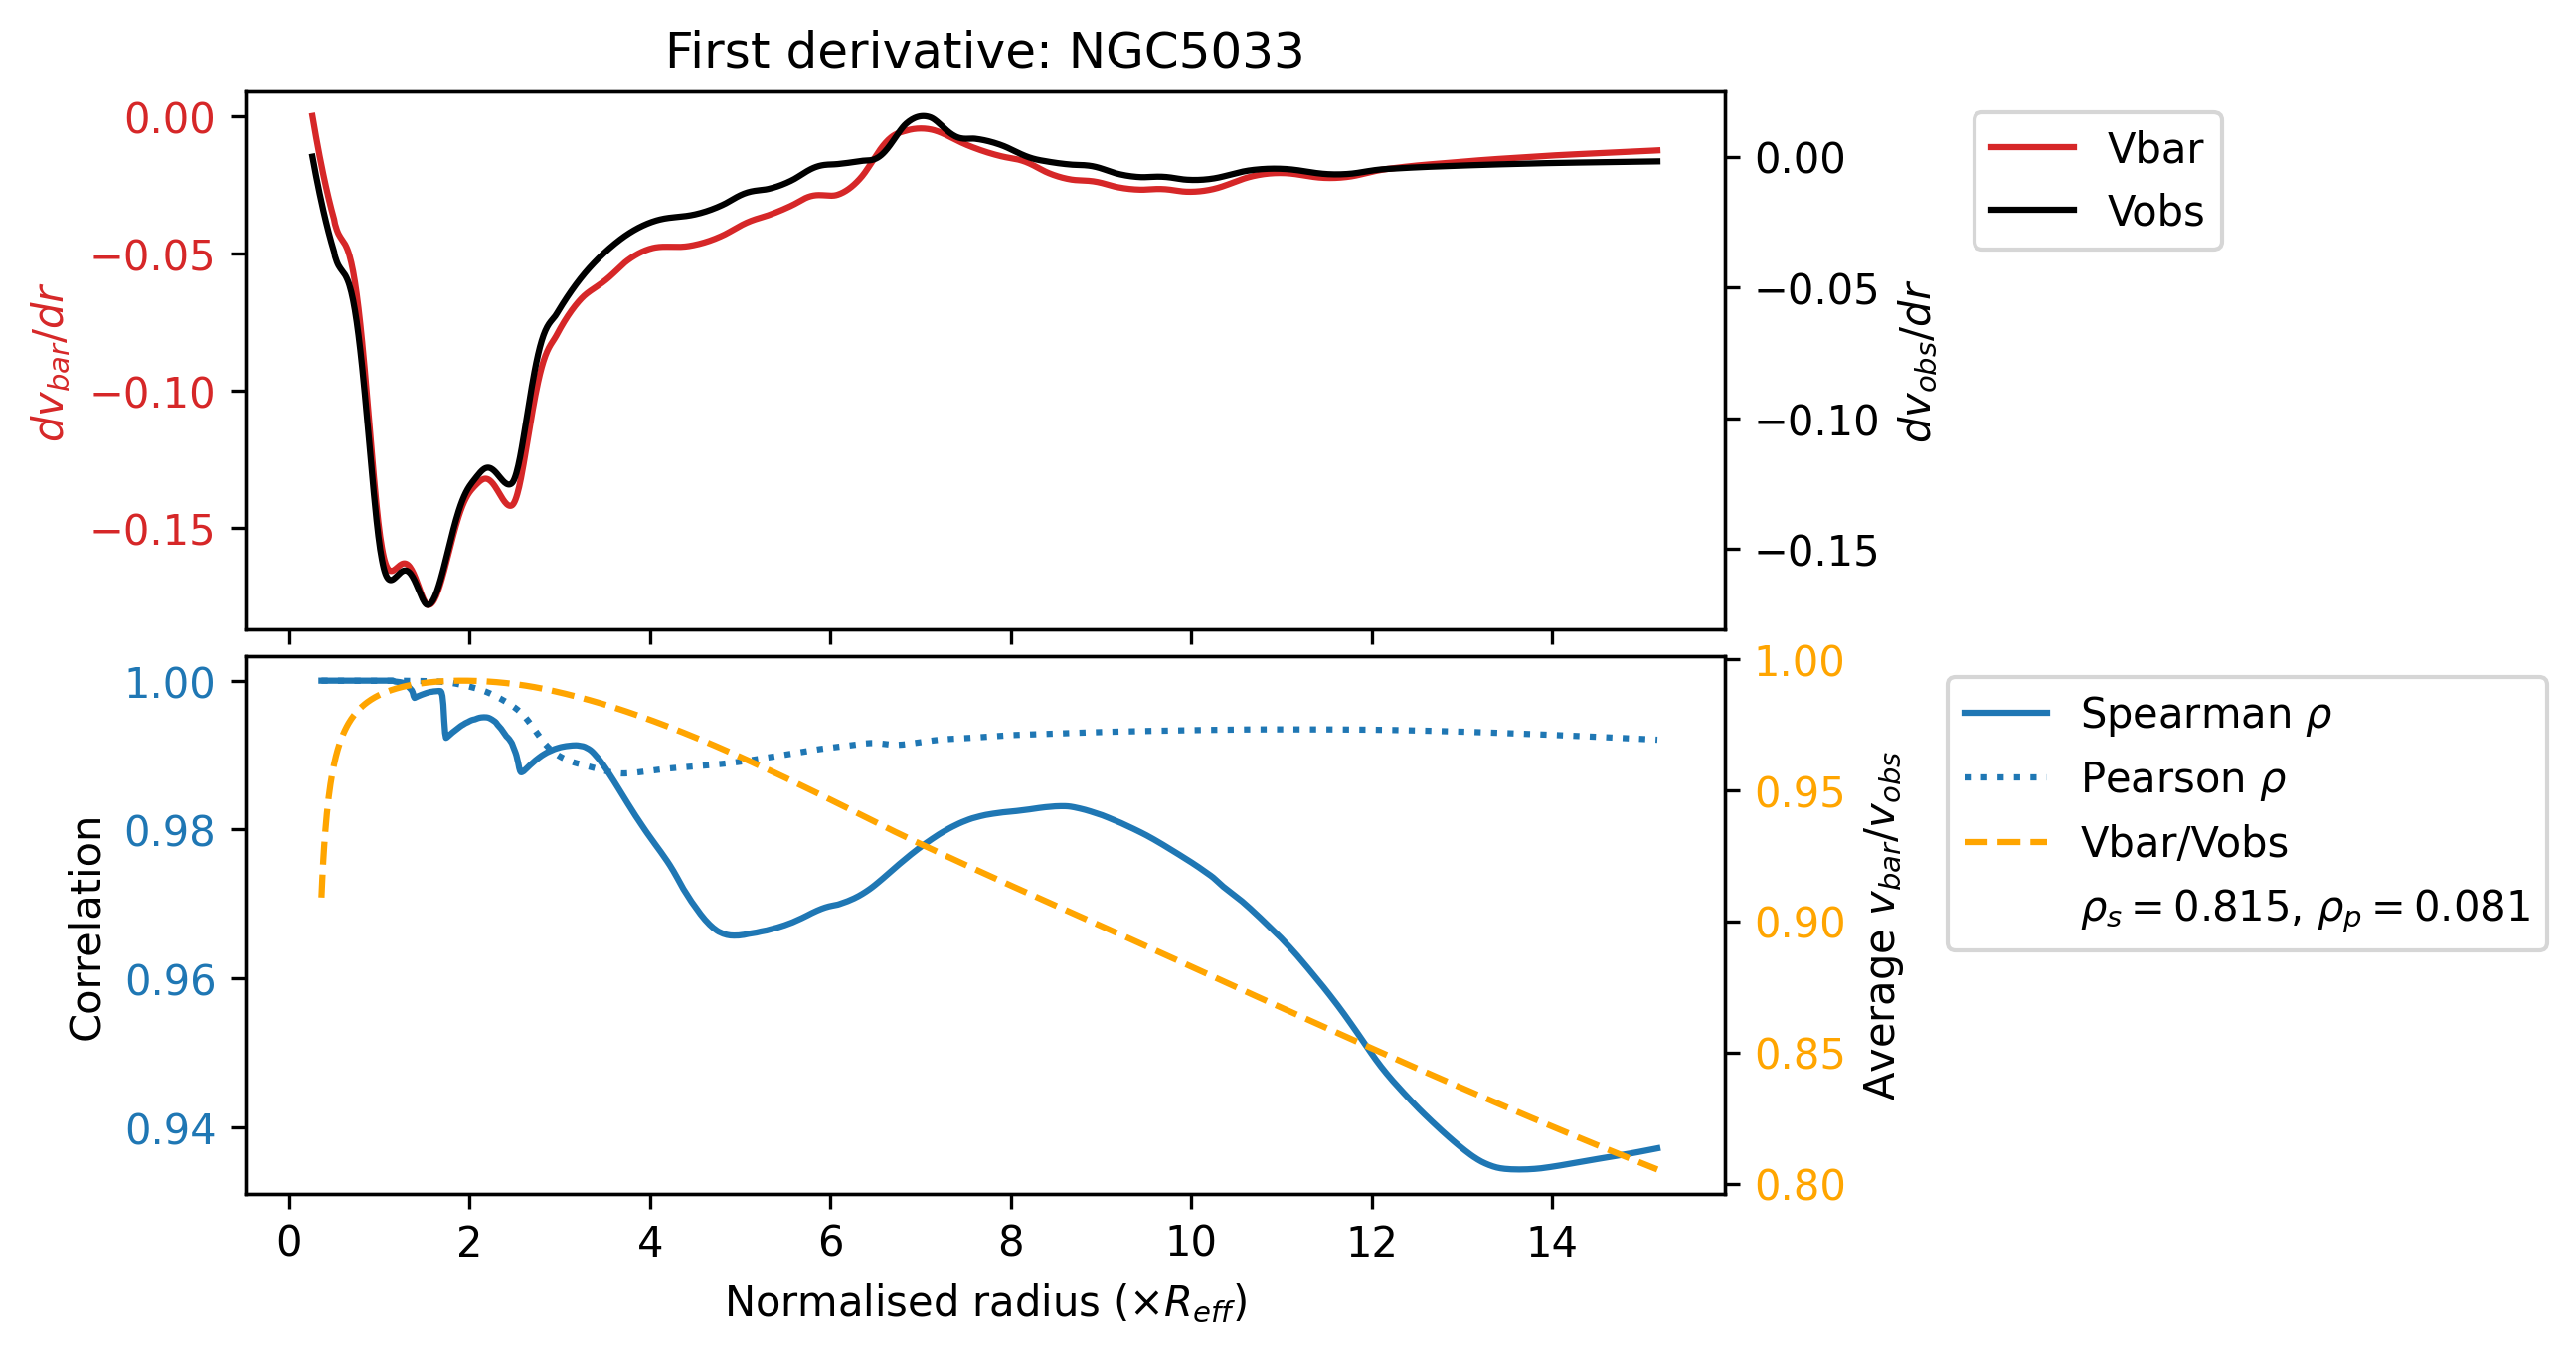 First derivative: NGC5033
0.00
−0.05
−0.10
−0.15
dv_bar/dr
0.00
−0.05
−0.10
−0.15
dv_obs/dr
Vbar
Vobs
1.00
0.98
0.96
0.94
Correlation
1.00
0.95
0.90
0.85
0.80
Average v_bar/v_obs
Spearman ρ
Pearson ρ
Vbar/Vobs
ρ_s = 0.815, ρ_p = 0.081
0 2 4 6 8 10 12 14
Normalised radius (×R_eff)